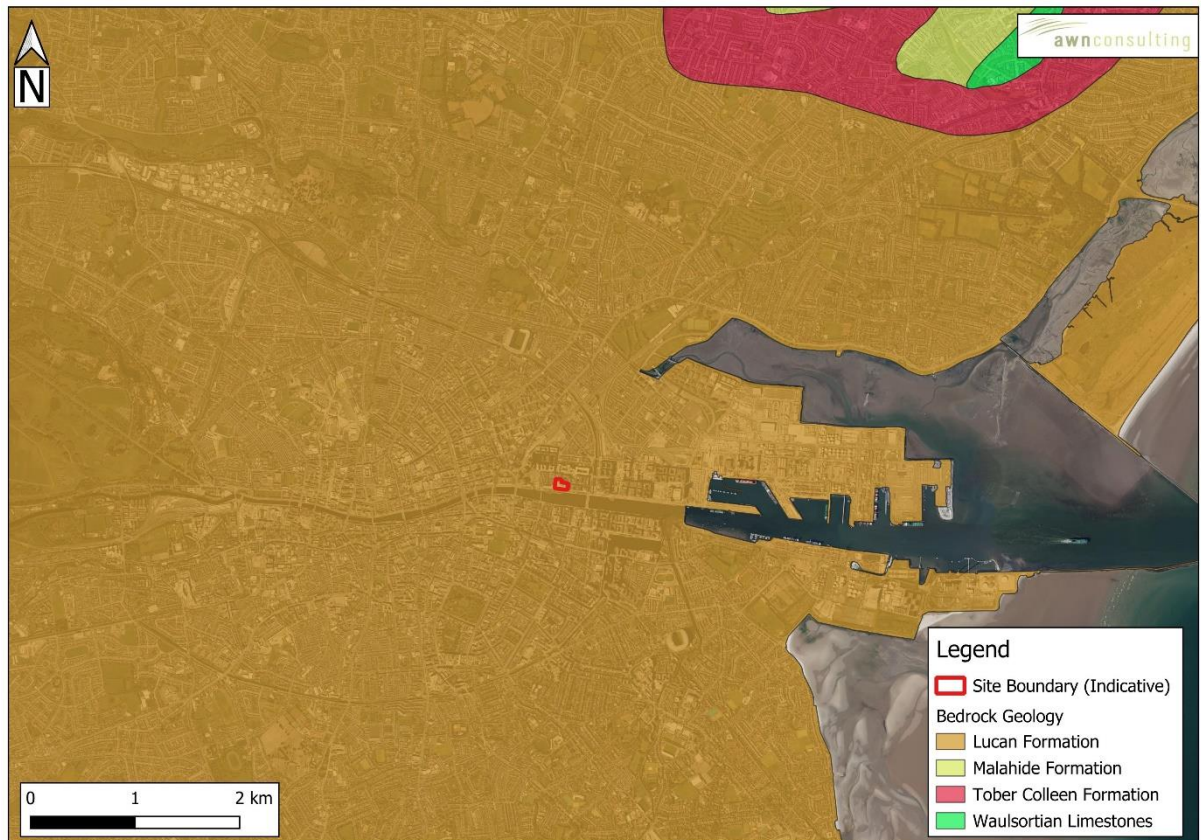 N
awnconsulting
Legend
Site Boundary (Indicative)
Bedrock Geology
Lucan Formation
Malahide Formation
Tober Colleen Formation
Waulsortian Limestones
0 1 2 km